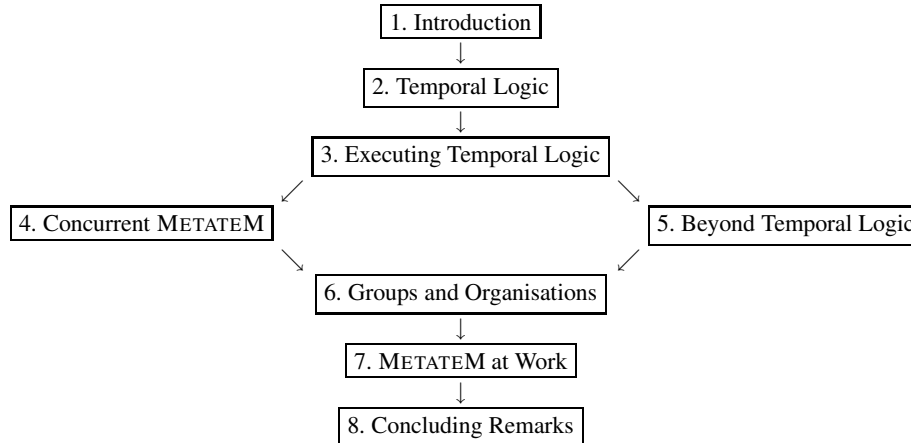 1. Introduction
2. Temporal Logic
3. Executing Temporal Logic
4. Concurrent METATEM
5. Beyond Temporal Logic
6. Groups and Organisations
7. METATEM at Work
8. Concluding Remarks